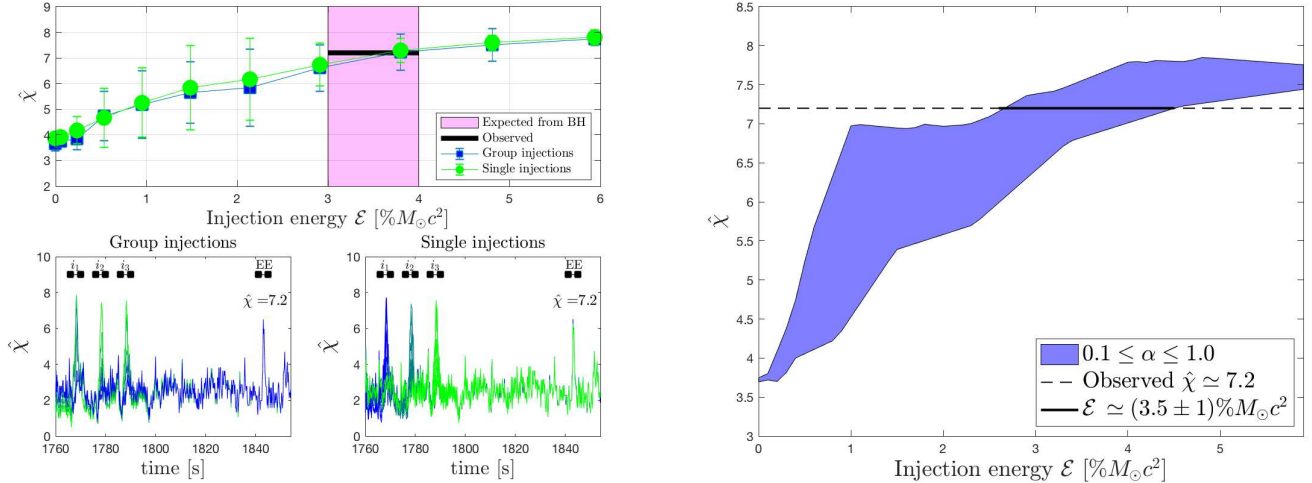 9
8
7
6
5
4
3
2
χ̂
Expected from BH
Observed
Group injections
Single injections
0 1 2 3 4 5 6
Injection energy ℰ [%M⊙c²]
Group injections
10
8
6
4
2
0
χ̂
i₁ i₂ i₃ EE
χ̂ =7.2
1760 1780 1800 1820 1840
time [s]
Single injections
10
8
6
4
2
0
χ̂
i₁ i₂ i₃ EE
χ̂ =7.2
1760 1780 1800 1820 1840
time [s]
8.5
8
7.5
7
6.5
6
5.5
5
4.5
4
3.5
3
χ̂
0.1 ≤ α ≤ 1.0
Observed χ̂ ≃ 7.2
ℰ ≃ (3.5 ± 1)%M⊙c²
0 1 2 3 4 5
Injection energy ℰ [%M⊙c²]